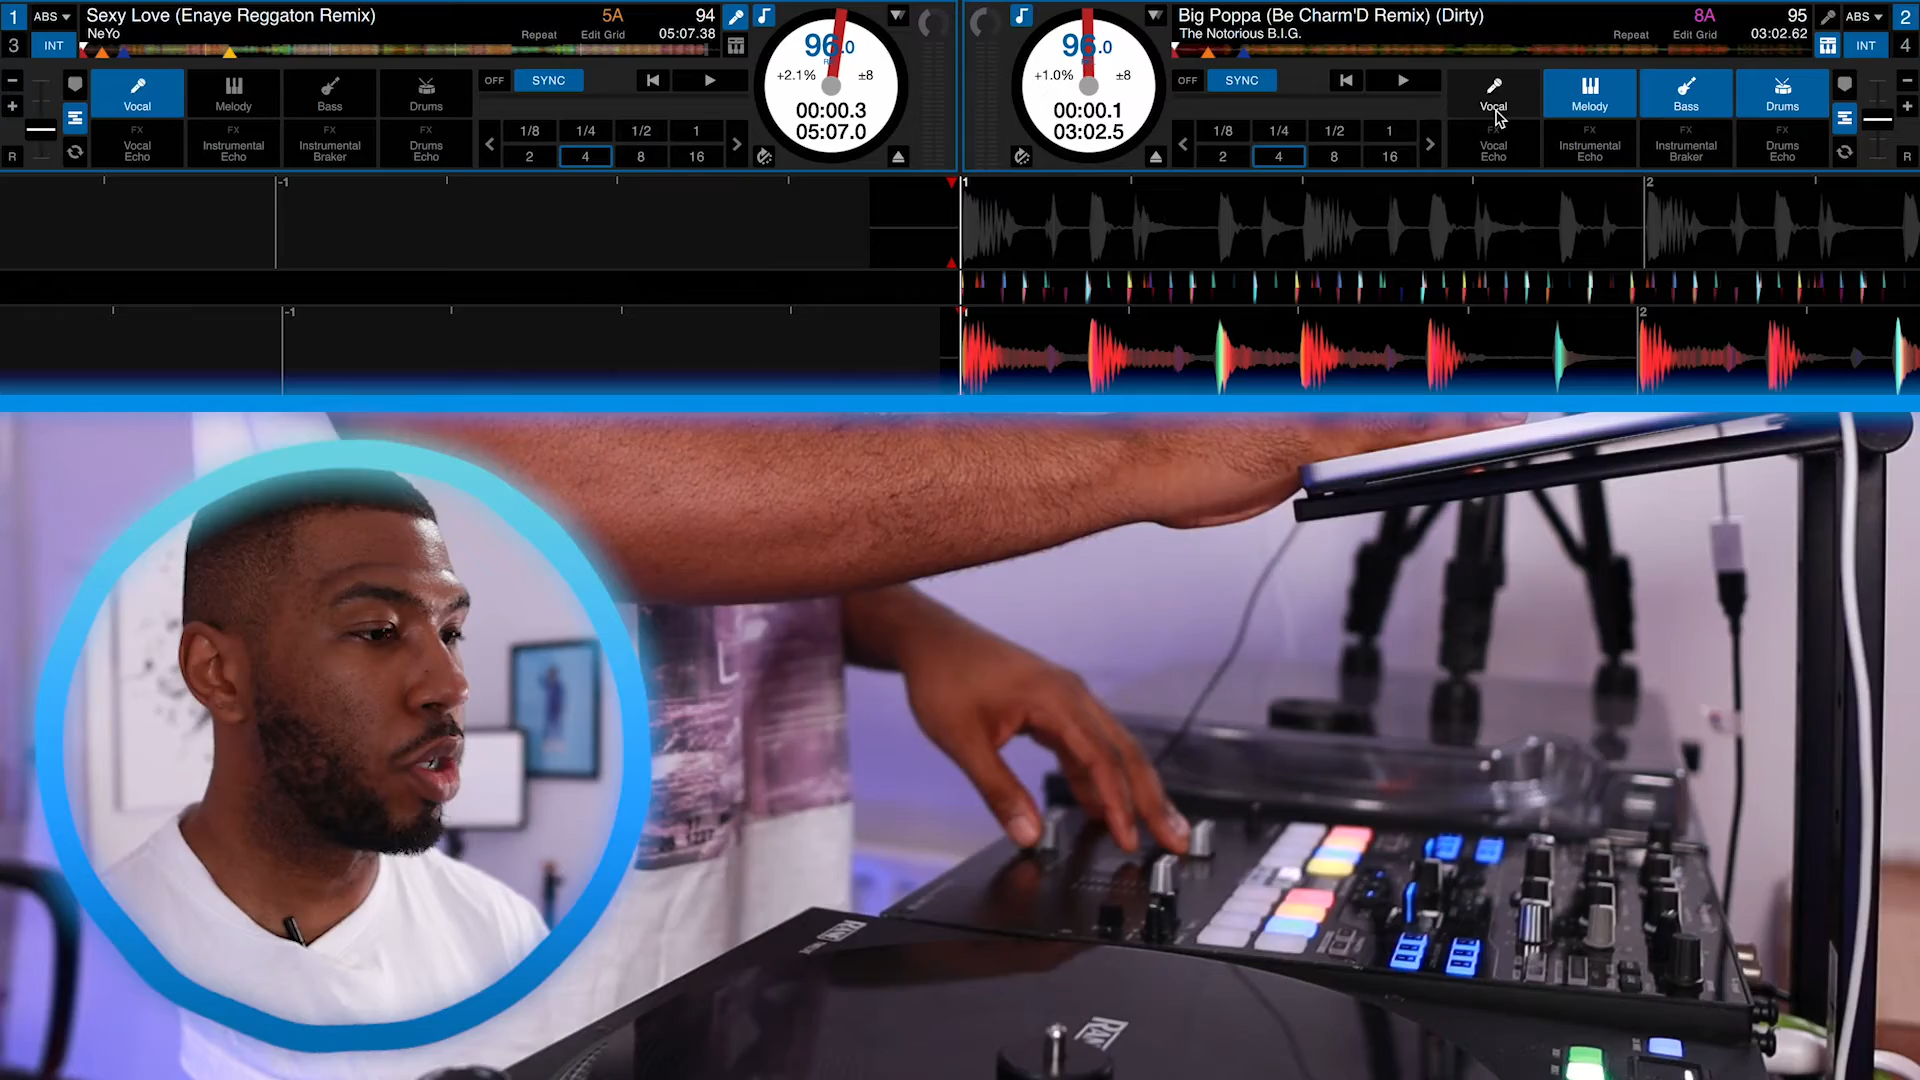 1 ABS Sexy Love (Enaye Reggaton Remix) 5A 94
3 INT NeYo Repeat Edit Grid 05:07.38
OFF SYNC
Vocal Melody Bass Drums
FX FX FX FX
Vocal Echo Instrumental Echo Instrumental Braker Drums Echo
R
1/8 1/4 1/2 1
2 4 8 16
96.0
+2.1% ±8
00:00.3
05:07.0
Big Poppa (Be Charm'D Remix) (Dirty) 8A 95 ABS 2
The Notorious B.I.G. Repeat Edit Grid 03:02.62 INT 4
96.0
+1.0% ±8
00:00.1
03:02.5
OFF SYNC
Vocal Melody Bass Drums
FX FX FX FX
Vocal Echo Instrumental Echo Instrumental Braker Drums Echo
R
1/8 1/4 1/2 1
2 4 8 16
-1 1 2
-1 1 2
RANE
RANE